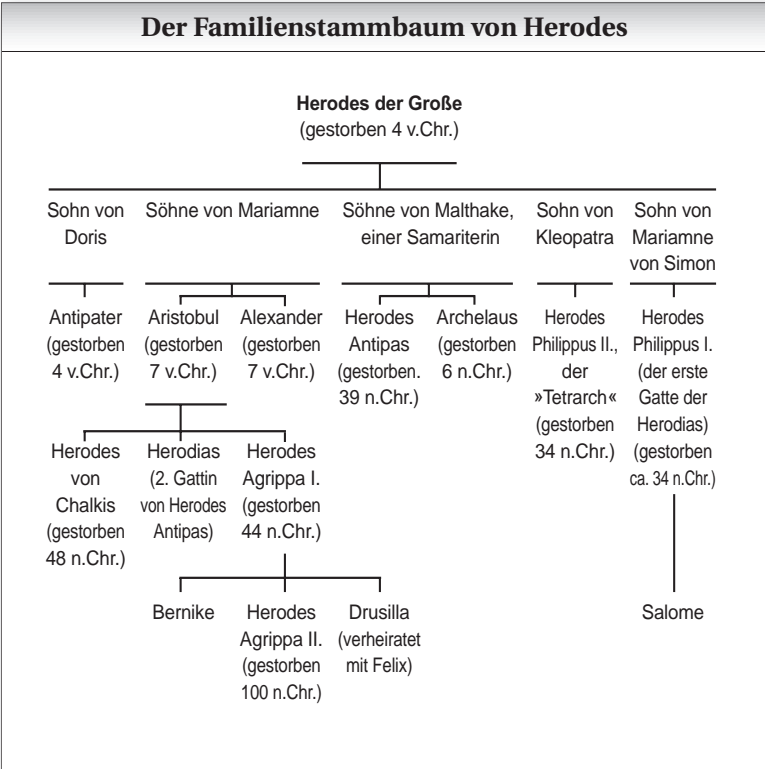 Der Familienstammbaum von Herodes
Herodes der Große
(gestorben 4 v.Chr.)
Sohn von
Doris
Söhne von Mariamne
Söhne von Malthake,
einer Samariterin
Sohn von
Kleopatra
Sohn von
Mariamne
von Simon
Antipater
(gestorben
4 v.Chr.)
Aristobul
(gestorben
7 v.Chr.)
Alexander
(gestorben
7 v.Chr.)
Herodes
Antipas
(gestorben.
39 n.Chr.)
Archelaus
(gestorben
6 n.Chr.)
Herodes
Philippus II.,
der
»Tetrarch«
(gestorben
34 n.Chr.)
Herodes
Philippus I.
(der erste
Gatte der
Herodias)
(gestorben
ca. 34 n.Chr.)
Herodes
von
Chalkis
(gestorben
48 n.Chr.)
Herodias
(2. Gattin
von Herodes
Antipas)
Herodes
Agrippa I.
(gestorben
44 n.Chr.)
Bernike
Herodes
Agrippa II.
(gestorben
100 n.Chr.)
Drusilla
(verheiratet
mit Felix)
Salome